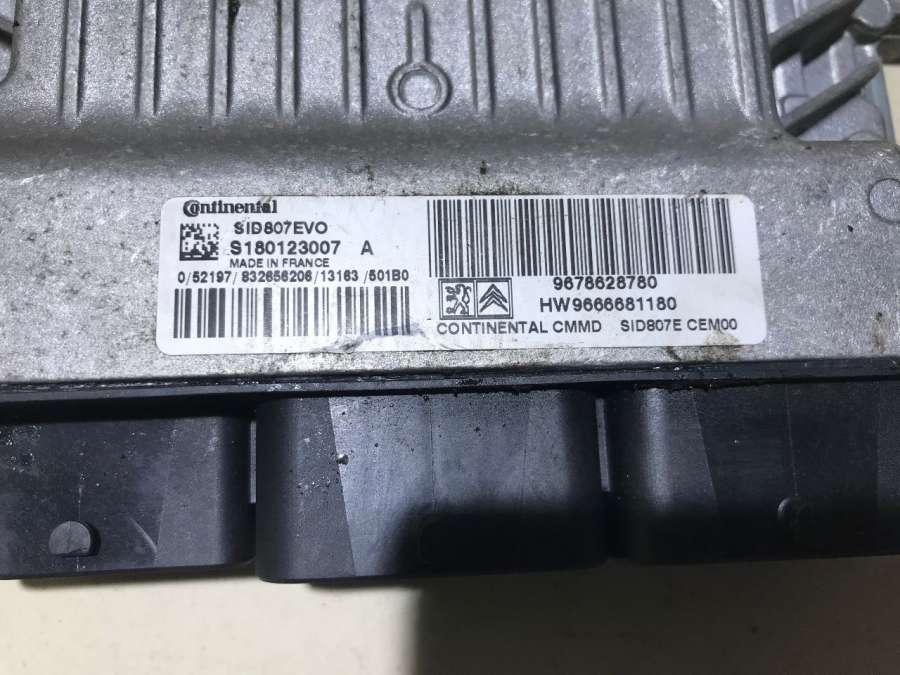 Continental
SID807EVO
S180123007 A
MADE IN FRANCE
0/52197/832656206/13163/501B0
9678628780
HW9666681180
CONTINENTAL CMMD SID807E CEM00